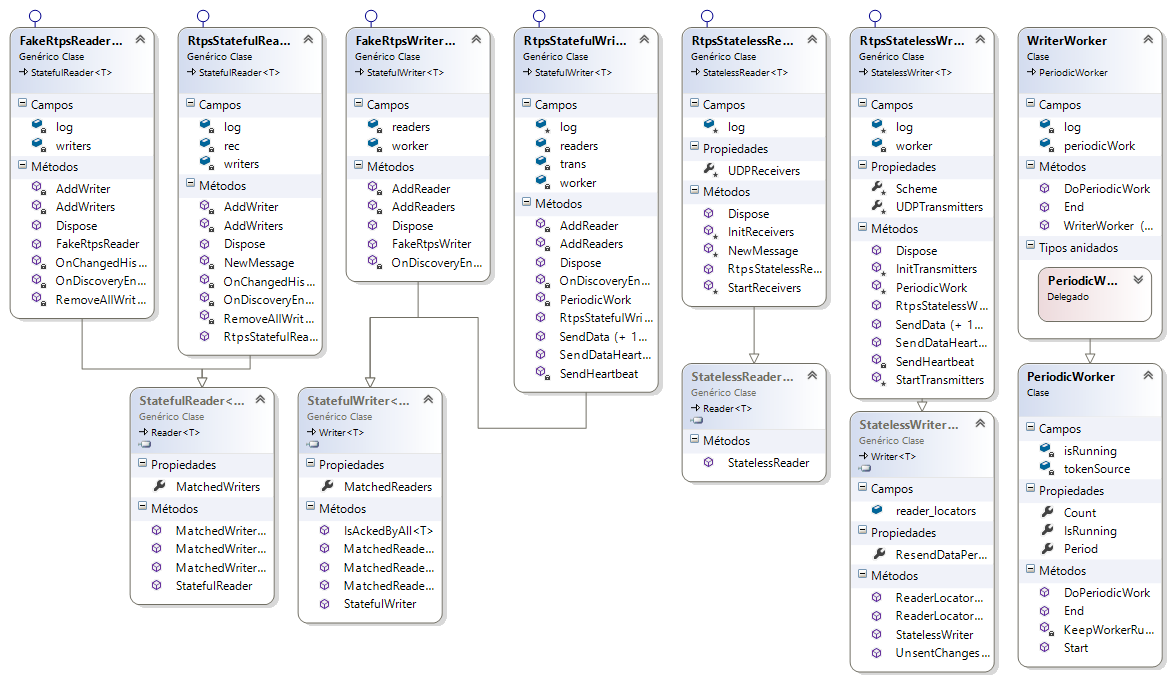 FakeRtpsReader...
Genérico Clase
StatefulReader<T>
Campos
log
writers
Métodos
AddWriter
AddWriters
Dispose
FakeRtpsReader
OnChangedHis...
OnDiscoveryEn...
RemoveAllWrit...
RtpsStatefulRea...
Genérico Clase
StatefulReader<T>
Campos
log
rec
writers
Métodos
AddWriter
AddWriters
Dispose
NewMessage
OnChangedHis...
OnDiscoveryEn...
RemoveAllWrit...
RtpsStatefulRea...
FakeRtpsWriter...
Genérico Clase
StatefulWriter<T>
Campos
readers
worker
Métodos
AddReader
AddReaders
Dispose
FakeRtpsWriter
OnDiscoveryEn...
RtpsStatefulWri...
Genérico Clase
StatefulWriter<T>
Campos
log
readers
trans
worker
Métodos
AddReader
AddReaders
Dispose
OnDiscoveryEn...
PeriodicWork
RtpsStatefulWri...
SendData (+ 1...
SendDataHeart...
SendHeartbeat
RtpsStatelessRe...
Genérico Clase
StatelessReader<T>
Campos
log
Propiedades
UDPReceivers
Métodos
Dispose
InitReceivers
NewMessage
RtpsStatelessRe...
StartReceivers
RtpsStatelessWr...
Genérico Clase
StatelessWriter<T>
Campos
log
worker
Propiedades
Scheme
UDPTransmitters
Métodos
Dispose
InitTransmitters
PeriodicWork
RtpsStatelessW...
SendData (+ 1...
SendDataHeart...
SendHeartbeat
StartTransmitters
WriterWorker
Clase
PeriodicWorker
Campos
log
periodicWork
Métodos
DoPeriodicWork
End
WriterWorker (...
Tipos anidados
PeriodicW...
Delegado
StatefulReader<...
Genérico Clase
Reader<T>
Propiedades
MatchedWriters
Métodos
MatchedWriter...
MatchedWriter...
MatchedWriter...
StatefulReader
StatefulWriter<...
Genérico Clase
Writer<T>
Propiedades
MatchedReaders
Métodos
IsAckedByAll<T>
MatchedReade...
MatchedReade...
MatchedReade...
StatefulWriter
StatelessReader...
Genérico Clase
Reader<T>
Métodos
StatelessReader
StatelessWriter...
Genérico Clase
Writer<T>
Campos
reader_locators
Propiedades
ResendDataPer...
Métodos
ReaderLocator...
ReaderLocator...
StatelessWriter
UnsentChanges...
PeriodicWorker
Clase
Campos
isRunning
tokenSource
Propiedades
Count
IsRunning
Period
Métodos
DoPeriodicWork
End
KeepWorkerRu...
Start